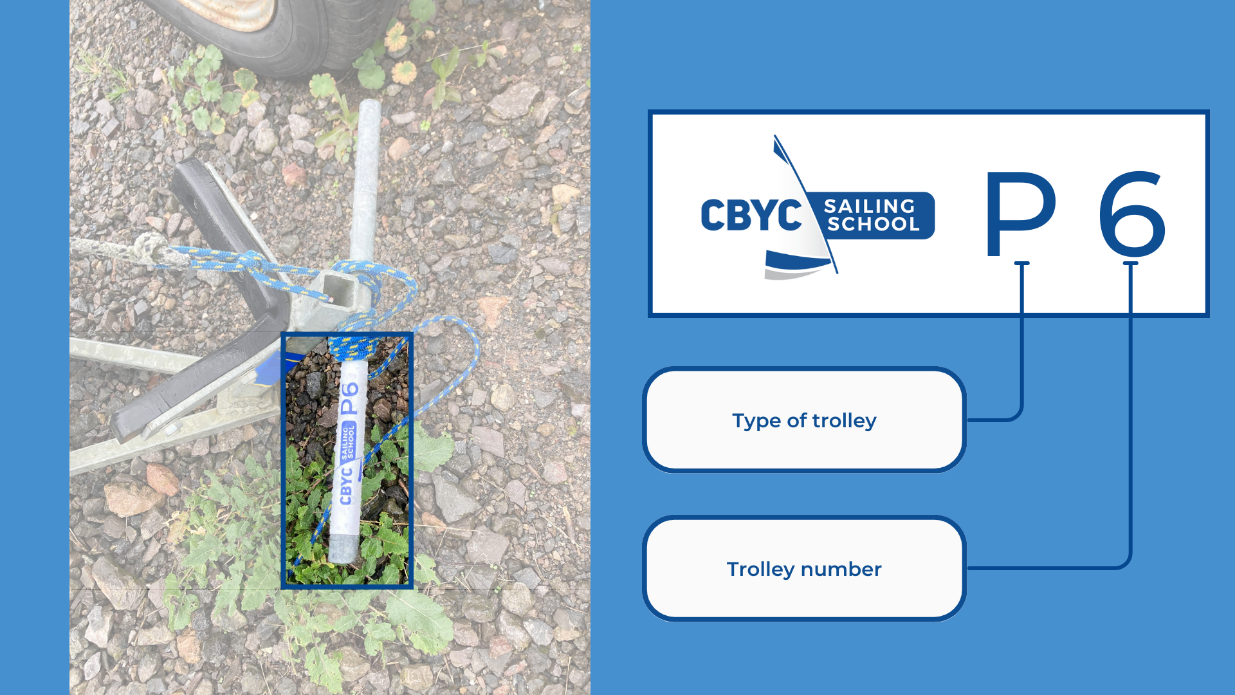 CBYC SAILING SCHOOL P6
CBYC SAILING SCHOOL P 6
Type of trolley
Trolley number